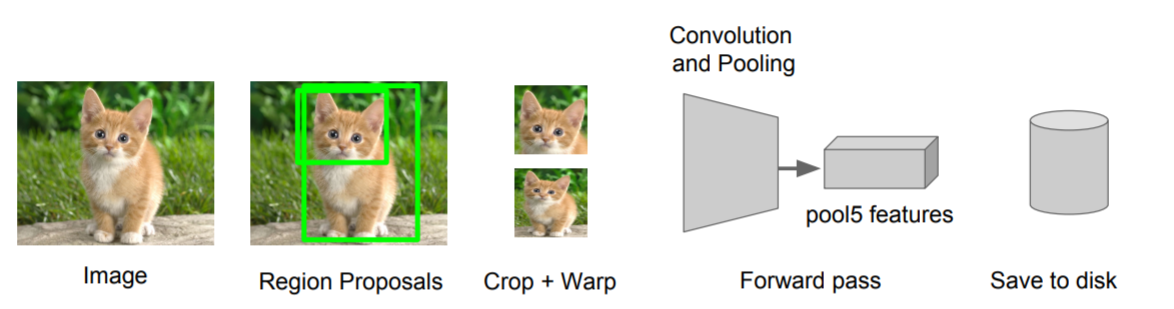 Convolution
and Pooling
pool5 features
Image
Region Proposals
Crop + Warp
Forward pass
Save to disk